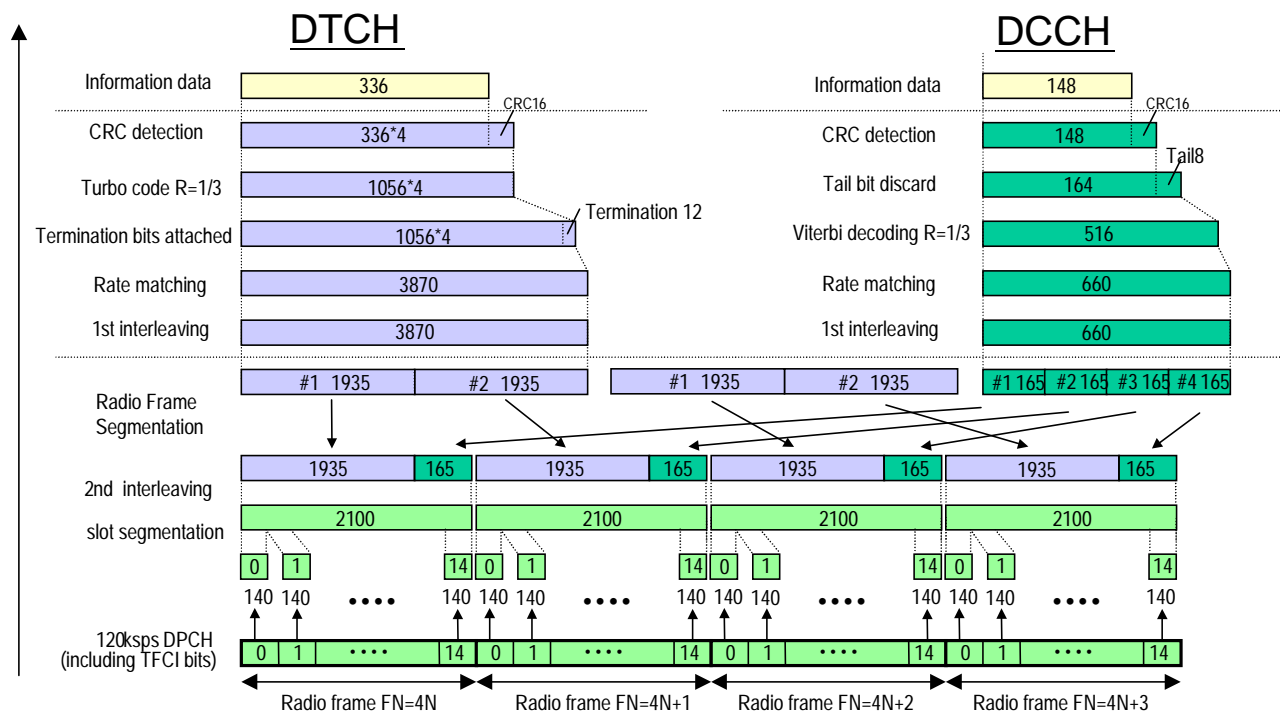 DTCH
DCCH
Information data
336
Information data
148
CRC16
CRC16
CRC detection
336*4
CRC detection
148
Tail8
Turbo code R=1/3
1056*4
Tail bit discard
164
Termination 12
Termination bits attached
1056*4
Viterbi decoding R=1/3
516
Rate matching
3870
Rate matching
660
1st interleaving
3870
1st interleaving
660
#1 1935
#2 1935
#1 1935
#2 1935
#1 165
#2 165
#3 165
#4 165
Radio Frame
Segmentation
1935
165
1935
165
1935
165
1935
165
2nd interleaving
2100
2100
2100
2100
slot segmentation
0
1
14
0
1
14
0
1
14
0
1
14
140
140
••••
140
140
140
••••
140
140
140
••••
140
140
140
••••
140
120ksps DPCH
(including TFCI bits)
0
1
••••
14
0
1
••••
14
0
1
••••
14
0
1
••••
14
Radio frame FN=4N
Radio frame FN=4N+1
Radio frame FN=4N+2
Radio frame FN=4N+3